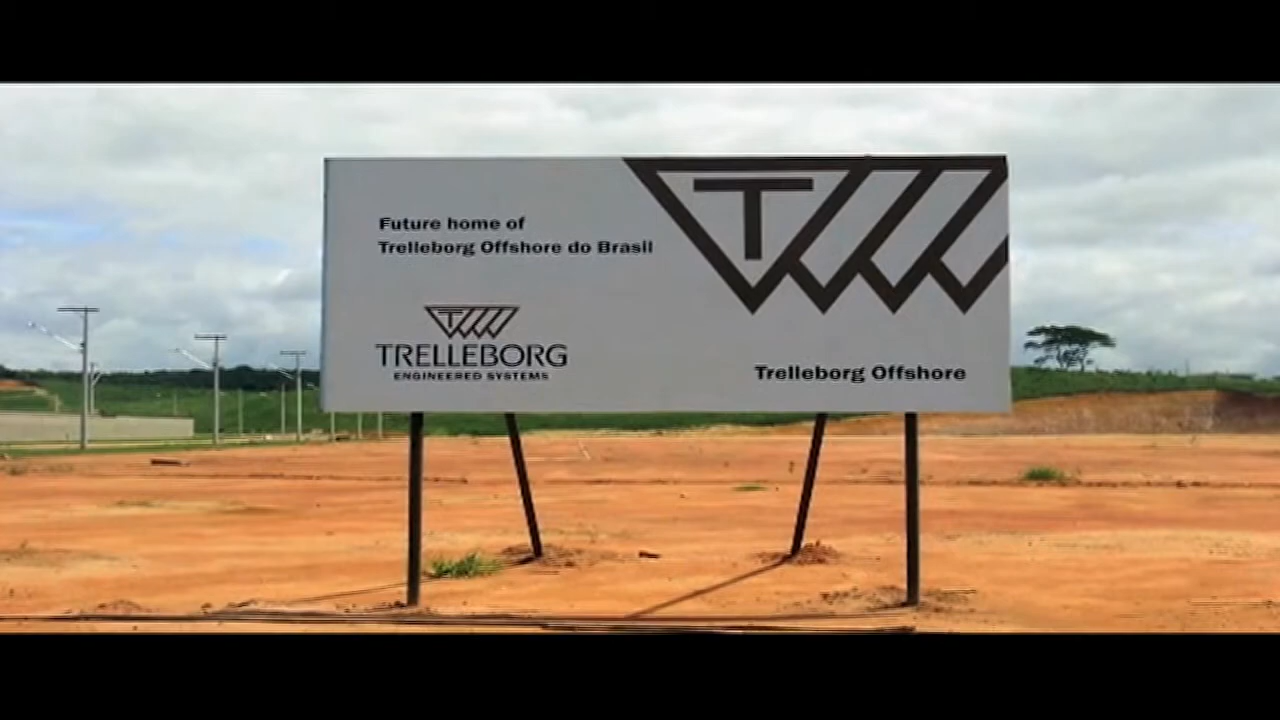 Future home of
Trelleborg Offshore do Brasil
T
T
TRELLEBORG
ENGINEERED SYSTEMS
Trelleborg Offshore